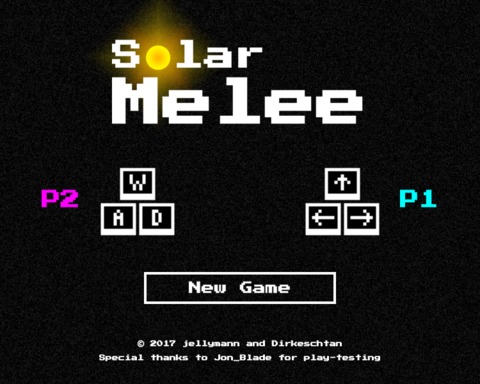 Solar
Melee
W
P2
P1
A D
New Game
© 2017 jellymann and Dirkeschtan
Special thanks to Jon_Blade for play-testing